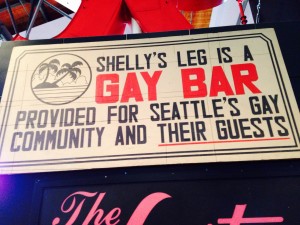 SHELLY'S LEG IS A
GAY BAR
PROVIDED FOR SEATTLE'S GAY
COMMUNITY AND THEIR GUESTS
The